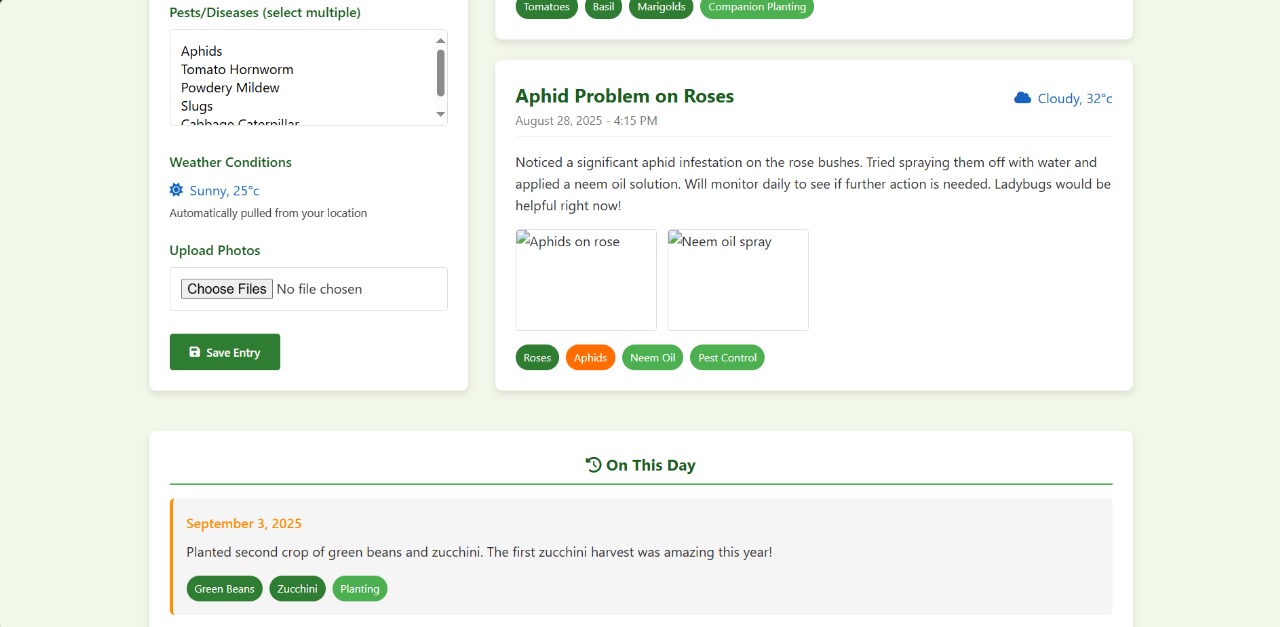 Pests/Diseases (select multiple)
Aphids
Tomato Hornworm
Powdery Mildew
Slugs
Cabbage Caterpillar
Weather Conditions
Sunny, 25°c
Automatically pulled from your location
Upload Photos
Choose Files No file chosen
Save Entry
Tomatoes Basil Marigolds Companion Planting
Aphid Problem on Roses
Cloudy, 32°c
August 28, 2025 - 4:15 PM
Noticed a significant aphid infestation on the rose bushes. Tried spraying them off with water and
applied a neem oil solution. Will monitor daily to see if further action is needed. Ladybugs would be
helpful right now!
Aphids on rose Neem oil spray
Roses Aphids Neem Oil Pest Control
On This Day
September 3, 2025
Planted second crop of green beans and zucchini. The first zucchini harvest was amazing this year!
Green Beans Zucchini Planting